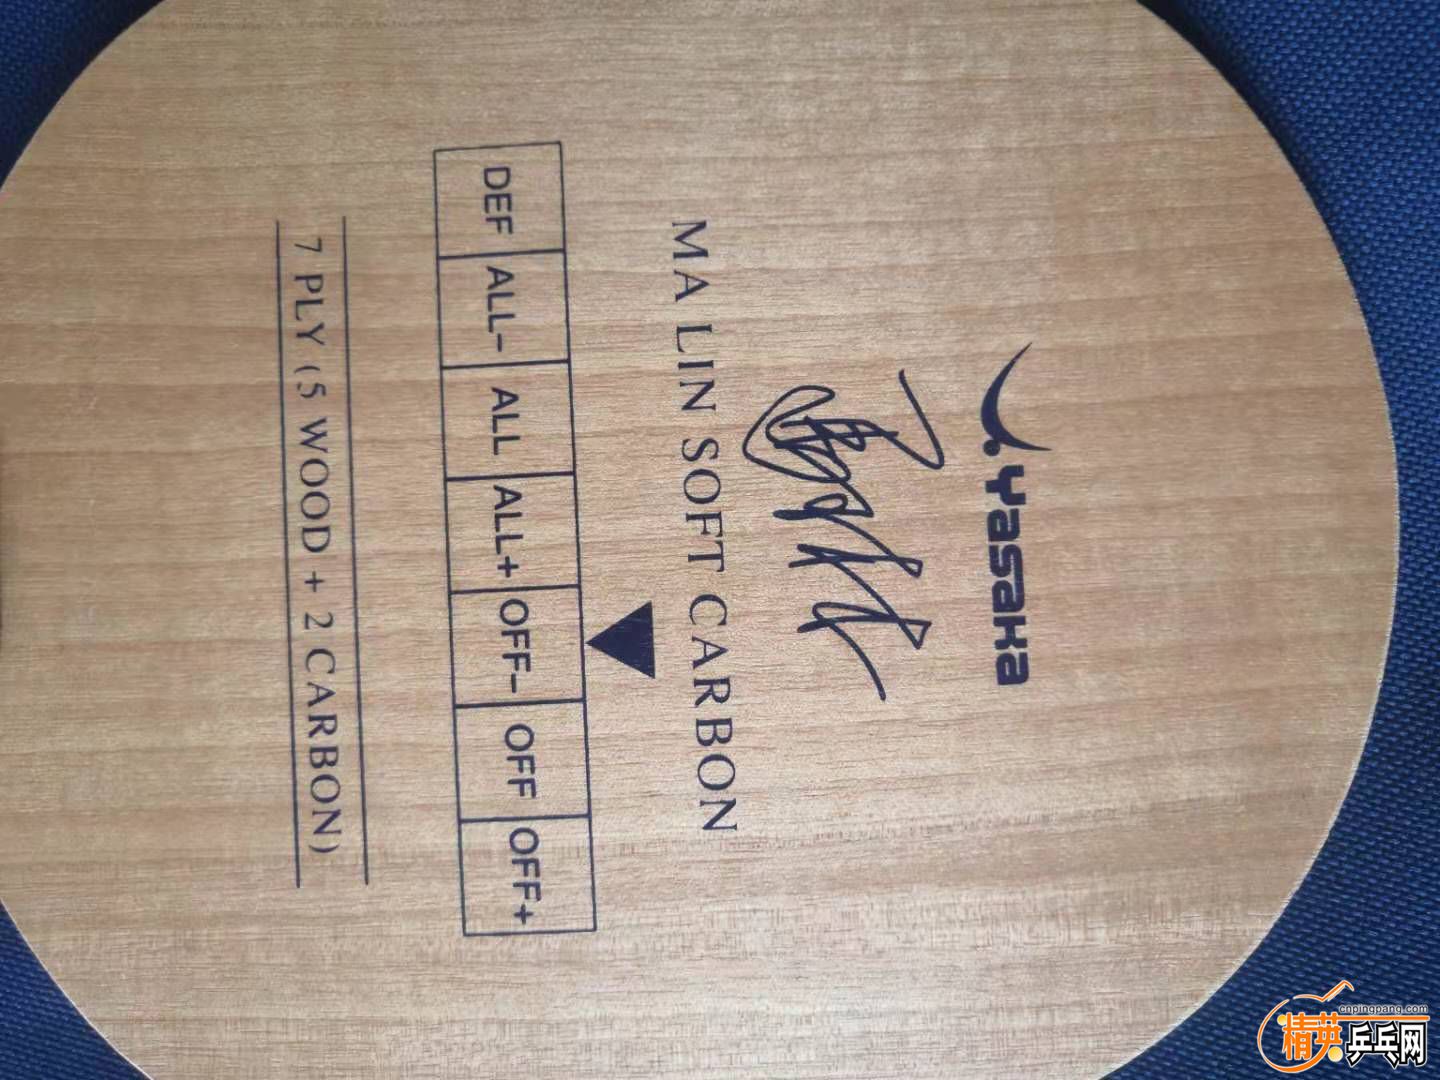 Yasaka
MA LIN SOFT CARBON
DEF ALL- ALL ALL+ OFF- OFF OFF+
7 PLY (5 WOOD + 2 CARBON)
cnpingpang.com
精英乒乓网